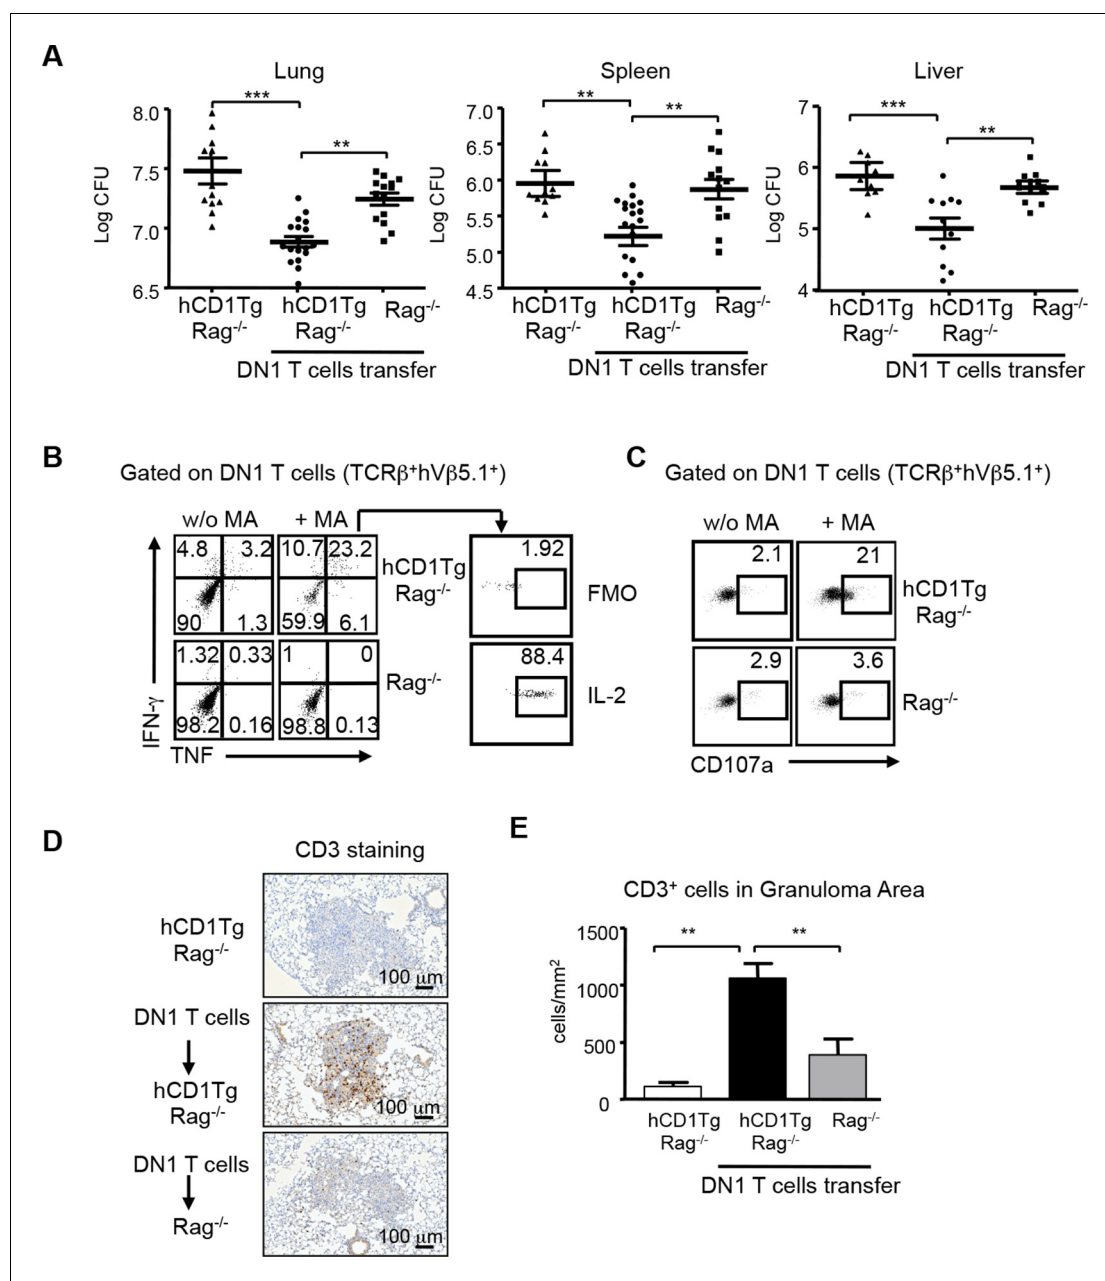 A
Lung
Spleen
Liver
***
**
**
**
***
**
Log CFU
8.0
7.5
7.0
6.5
Log CFU
7.0
6.5
6.0
5.5
5.0
4.5
Log CFU
7
6
5
4
hCD1Tg
Rag-/-
hCD1Tg
Rag-/-
Rag-/-
DN1 T cells transfer
hCD1Tg
Rag-/-
hCD1Tg
Rag-/-
Rag-/-
DN1 T cells transfer
hCD1Tg
Rag-/-
hCD1Tg
Rag-/-
Rag-/-
DN1 T cells transfer
B
Gated on DN1 T cells (TCRβ+hVβ5.1+)
w/o MA
+ MA
4.8 3.2
90 1.3
10.7 23.2
59.9 6.1
hCD1Tg
Rag-/-
1.32 0.33
98.2 0.16
1 0
98.8 0.13
Rag-/-
IFN-γ
TNF
1.92
FMO
88.4
IL-2
C
Gated on DN1 T cells (TCRβ+hVβ5.1+)
w/o MA
+ MA
2.1
21
hCD1Tg
Rag-/-
2.9
3.6
Rag-/-
CD107a
D
CD3 staining
hCD1Tg
Rag-/-
100 µm
DN1 T cells
hCD1Tg
Rag-/-
100 µm
DN1 T cells
Rag-/-
100 µm
E
CD3+ cells in Granuloma Area
**
**
cells/mm2
1500
1000
500
0
hCD1Tg
Rag-/-
hCD1Tg
Rag-/-
Rag-/-
DN1 T cells transfer